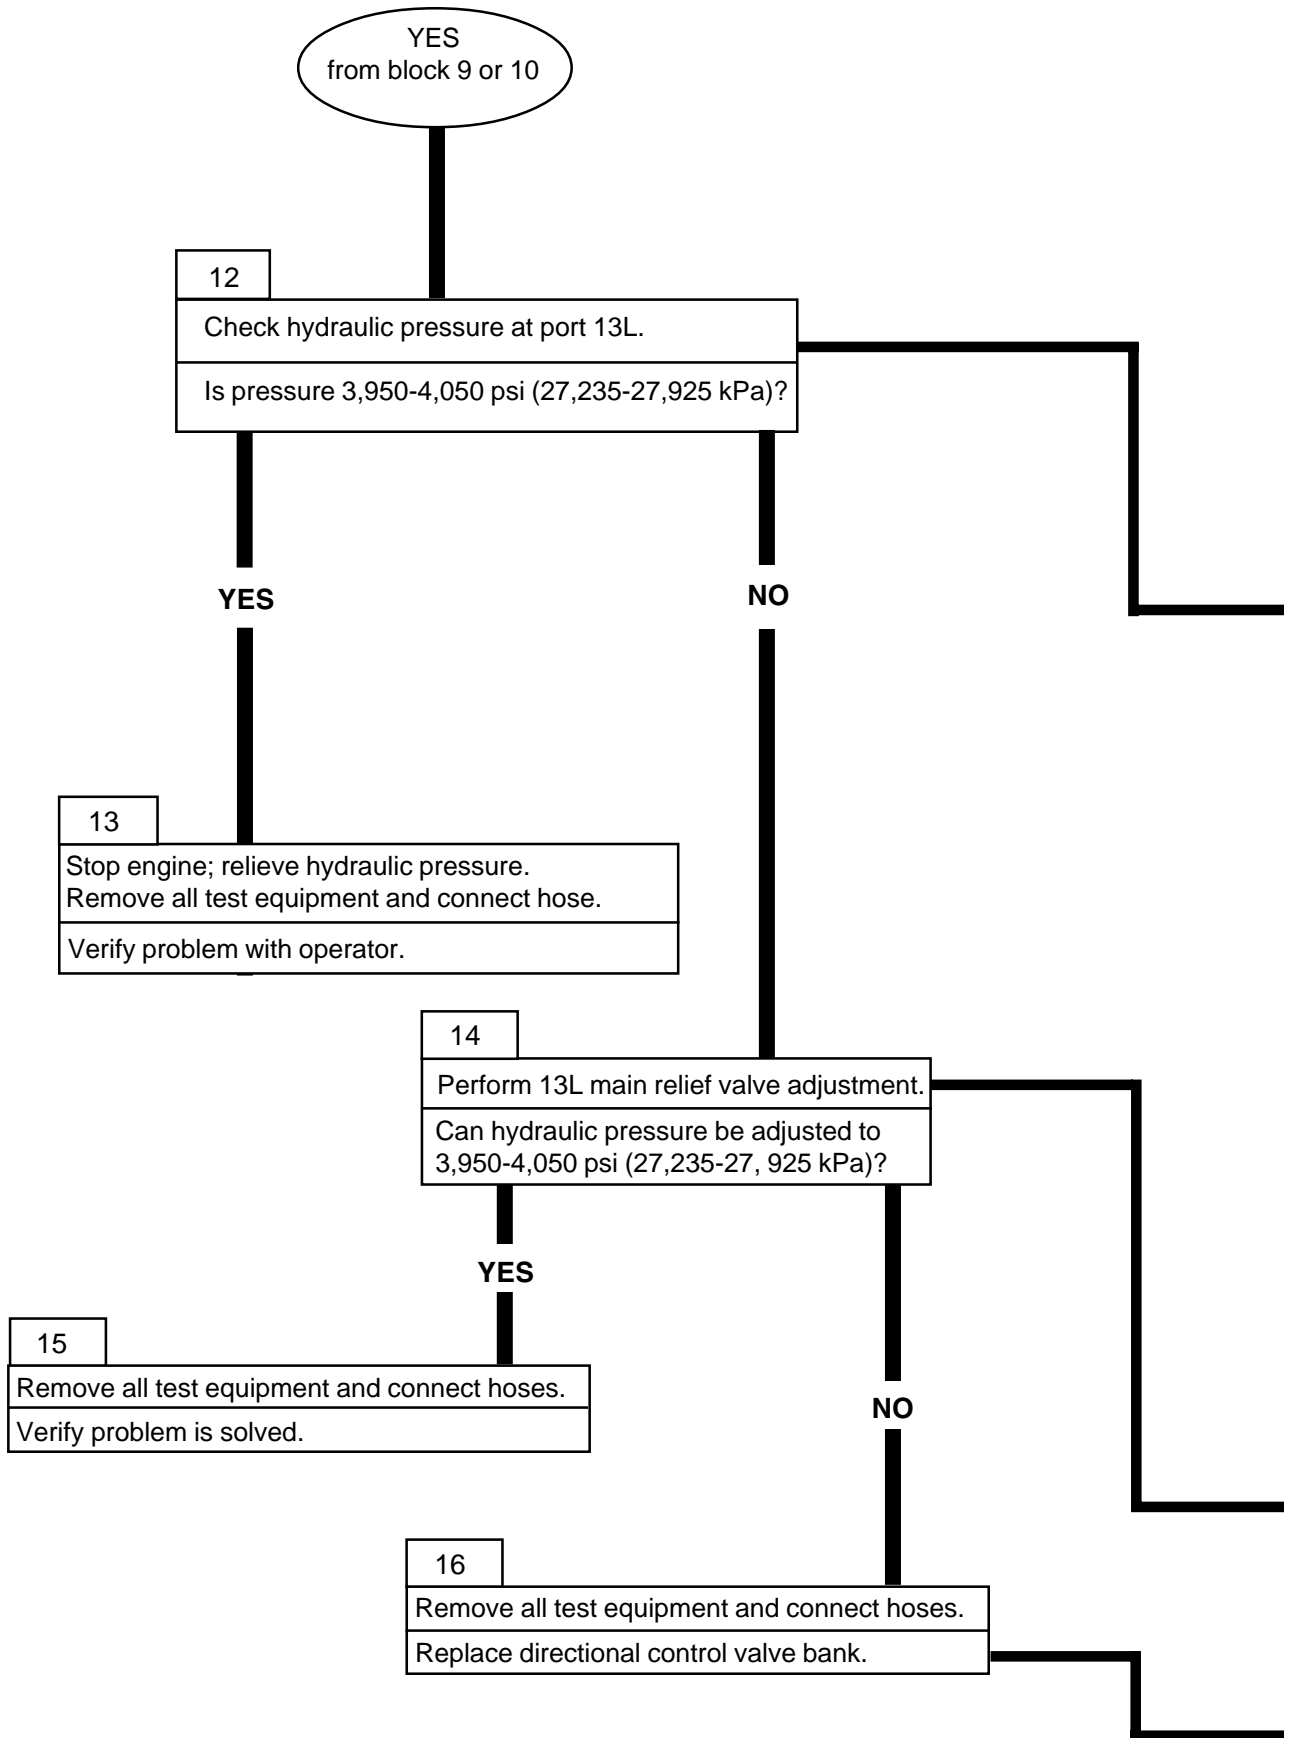 YES
from block 9 or 10
12
Check hydraulic pressure at port 13L.
Is pressure 3,950-4,050 psi (27,235-27,925 kPa)?
YES
NO
13
Stop engine; relieve hydraulic pressure.
Remove all test equipment and connect hose.
Verify problem with operator.
14
Perform 13L main relief valve adjustment.
Can hydraulic pressure be adjusted to
3,950-4,050 psi (27,235-27, 925 kPa)?
YES
15
Remove all test equipment and connect hoses.
Verify problem is solved.
NO
16
Remove all test equipment and connect hoses.
Replace directional control valve bank.